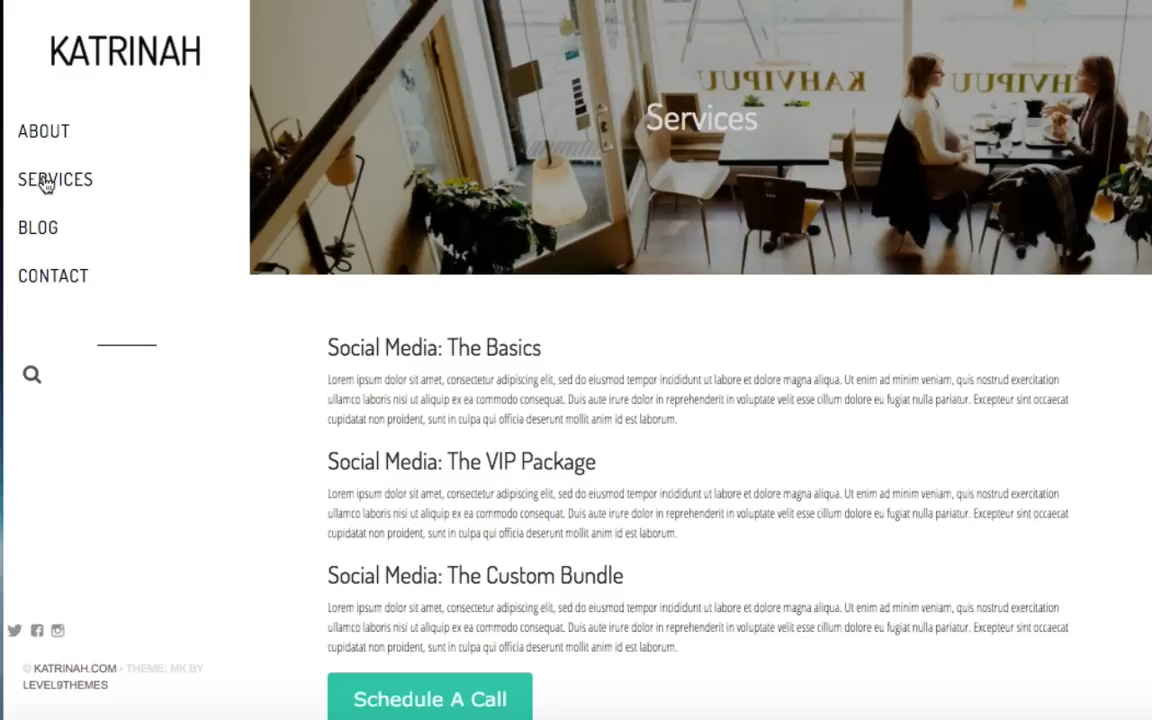 KATRINAH
ABOUT
SERVICES
BLOG
CONTACT
© KATRINAH.COM • THEME: MK BY
LEVEL9THEMES
KAHVIPUU
Services
Social Media: The Basics
Lorem ipsum dolor sit amet, consectetur adipiscing elit, sed do eiusmod tempor incididunt ut labore et dolore magna aliqua. Ut enim ad minim veniam, quis nostrud exercitation
ullamco laboris nisi ut aliquip ex ea commodo consequat. Duis aute irure dolor in reprehenderit in voluptate velit esse cillum dolore eu fugiat nulla pariatur. Excepteur sint occaecat
cupidatat non proident, sunt in culpa qui officia deserunt mollit anim id est laborum.
Social Media: The VIP Package
Lorem ipsum dolor sit amet, consectetur adipiscing elit, sed do eiusmod tempor incididunt ut labore et dolore magna aliqua. Ut enim ad minim veniam, quis nostrud exercitation
ullamco laboris nisi ut aliquip ex ea commodo consequat. Duis aute irure dolor in reprehenderit in voluptate velit esse cillum dolore eu fugiat nulla pariatur. Excepteur sint occaecat
cupidatat non proident, sunt in culpa qui officia deserunt mollit anim id est laborum.
Social Media: The Custom Bundle
Lorem ipsum dolor sit amet, consectetur adipiscing elit, sed do eiusmod tempor incididunt ut labore et dolore magna aliqua. Ut enim ad minim veniam, quis nostrud exercitation
ullamco laboris nisi ut aliquip ex ea commodo consequat. Duis aute irure dolor in reprehenderit in voluptate velit esse cillum dolore eu fugiat nulla pariatur. Excepteur sint occaecat
cupidatat non proident, sunt in culpa qui officia deserunt mollit anim id est laborum.
Schedule A Call